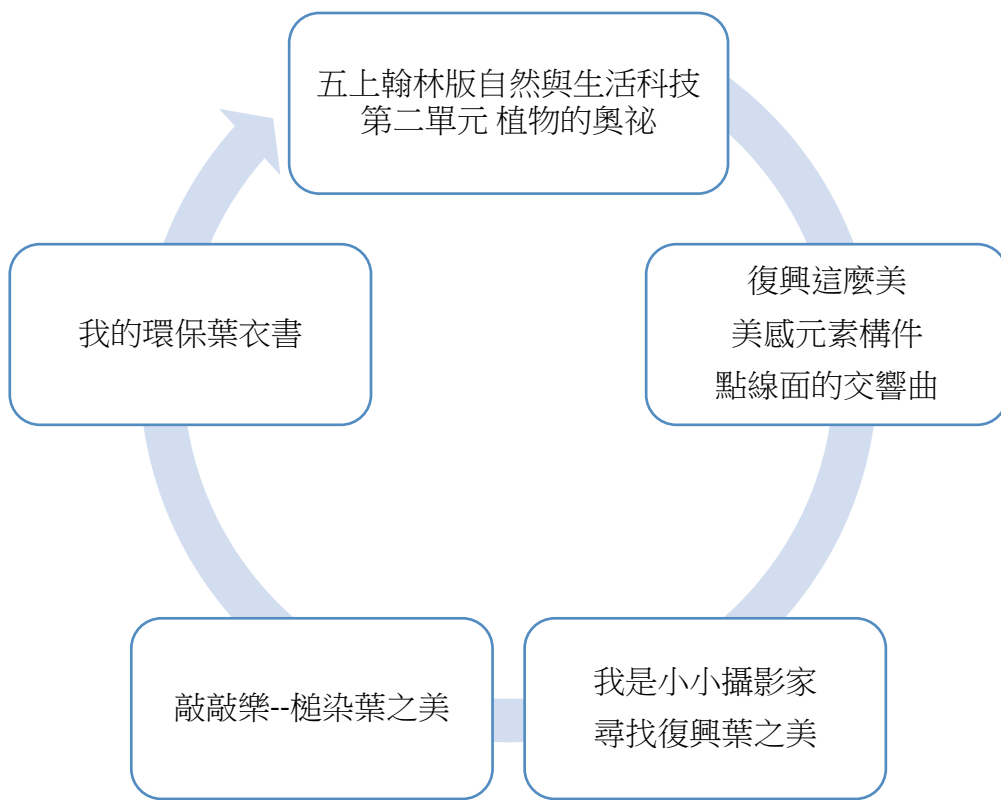 五上翰林版自然與生活科技
第二單元 植物的奧祕
復興這麼美
美感元素構件
點線面的交響曲
我是小小攝影家
尋找復興葉之美
敲敲樂--槌染葉之美
我的環保葉衣書